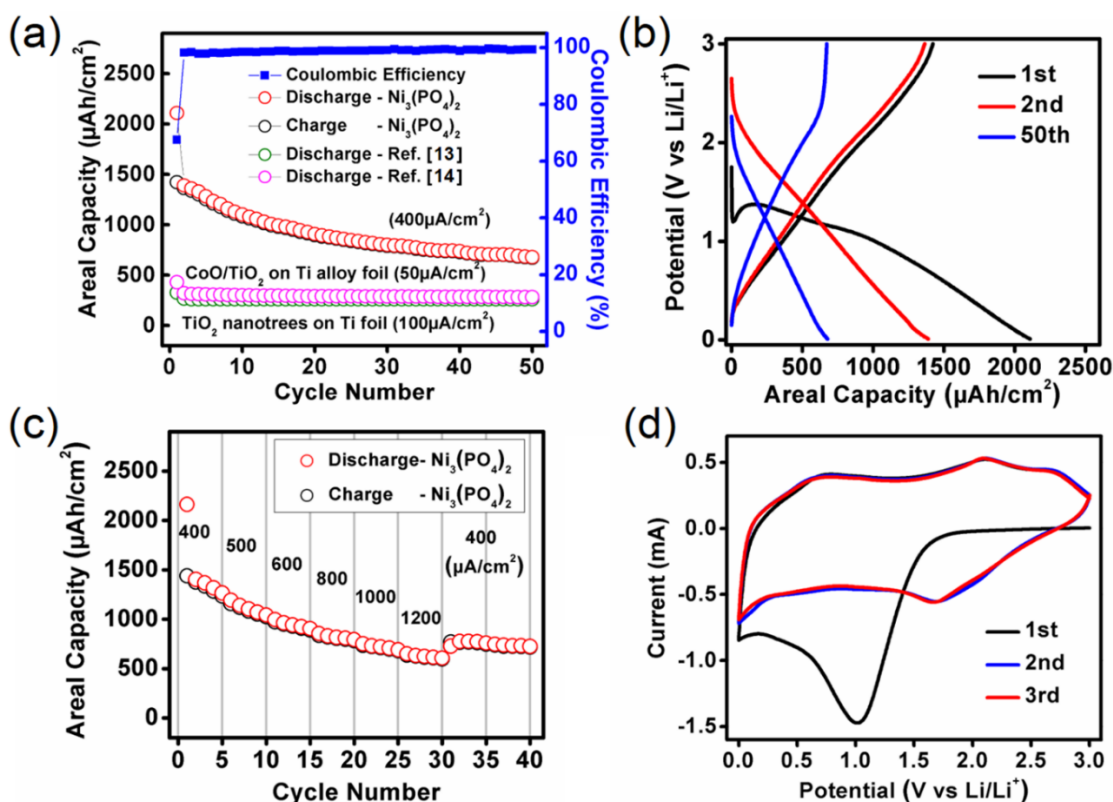 (a)
Areal Capacity (µAh/cm²)
2500
2000
1500
1000
500
0
Coulombic Efficiency
Discharge - Ni₃(PO₄)₂
Charge - Ni₃(PO₄)₂
Discharge - Ref. [13]
Discharge - Ref. [14]
(400µA/cm²)
CoO/TiO₂ on Ti alloy foil (50µA/cm²)
TiO₂ nanotrees on Ti foil (100µA/cm²)
100
80
60
40
20
0
Coulombic Efficiency (%)
0 10 20 30 40 50
Cycle Number
(b)
Potential (V vs Li/Li⁺)
3
2
1
0
1st
2nd
50th
0 500 1000 1500 2000 2500
Areal Capacity (µAh/cm²)
(c)
Areal Capacity (µAh/cm²)
2500
2000
1500
1000
500
0
Discharge- Ni₃(PO₄)₂
Charge - Ni₃(PO₄)₂
400
500
600
800
1000
1200
400
(µA/cm²)
0 5 10 15 20 25 30 35 40
Cycle Number
(d)
Current (mA)
0.5
0.0
-0.5
-1.0
-1.5
1st
2nd
3rd
0.0 0.5 1.0 1.5 2.0 2.5 3.0
Potential (V vs Li/Li⁺)